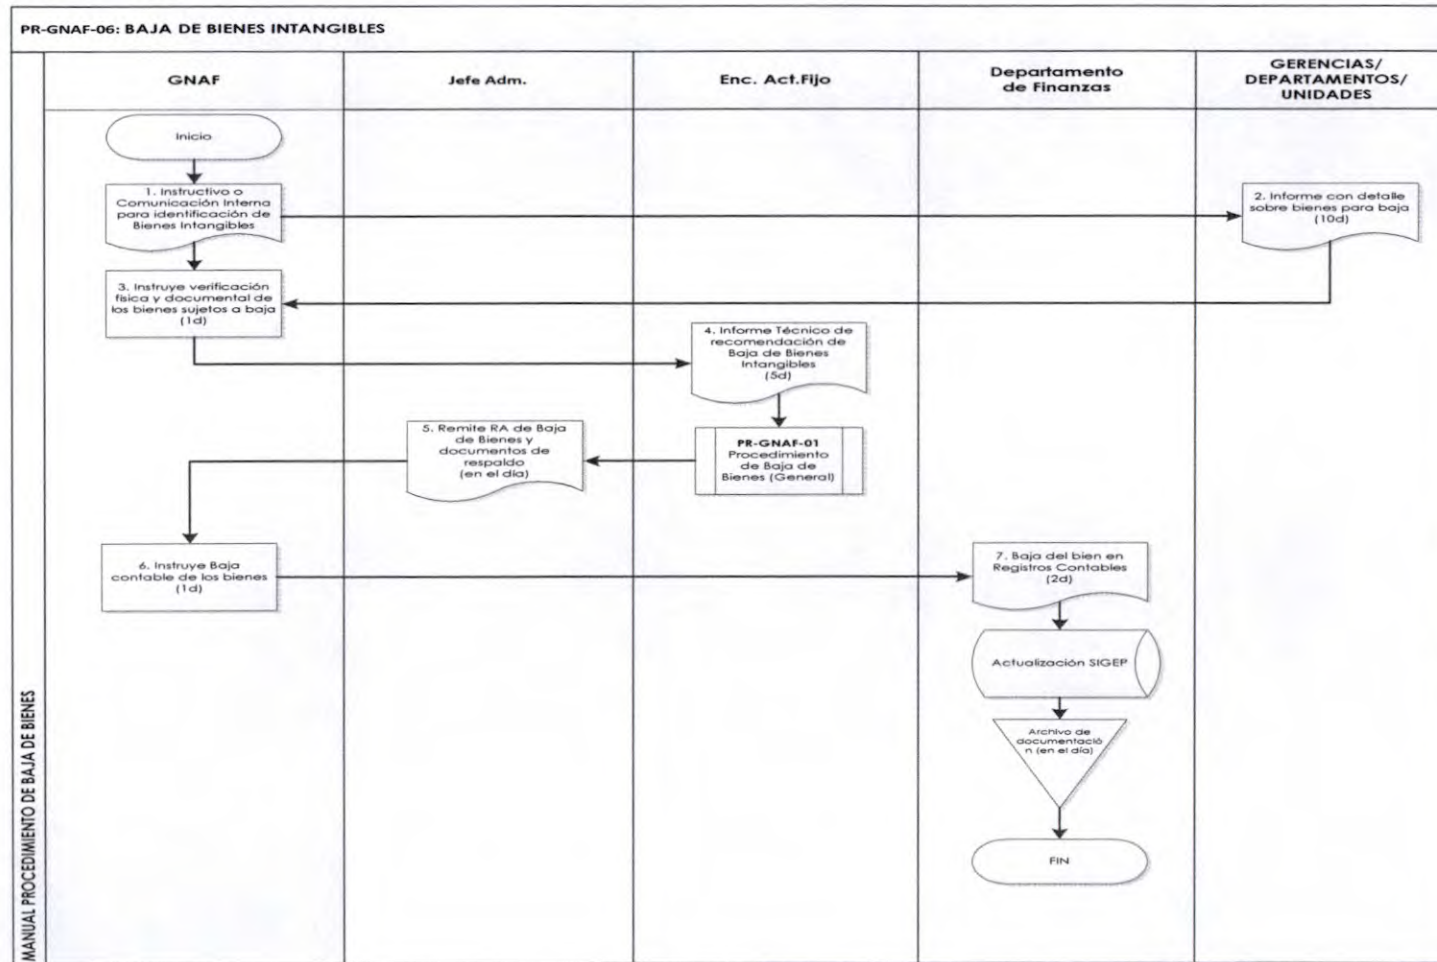 PR-GNAF-06: BAJA DE BIENES INTANGIBLES
GNAF
Jefe Adm.
Enc. Act.Fijo
Departamento
de Finanzas
GERENCIAS/
DEPARTAMENTOS/
UNIDADES
Inicio
1. Instructivo o
Comunicación Interna
para identificación de
Bienes Intangibles
2. Informe con detalle
sobre bienes para baja
(10d)
3. Instruye verificación
física y documental de
los bienes sujetos a baja
(1d)
4. Informe Técnico de
recomendación de
Baja de Bienes
Intangibles
(5d)
PR-GNAF-01
Procedimiento
de Baja de
Bienes (General)
5. Remite RA de Baja
de Bienes y
documentos de
respaldo
(en el día)
6. Instruye Baja
contable de los bienes
(1d)
7. Baja del bien en
Registros Contables
(2d)
Actualización SIGEP
Archivo de
documentació
n (en el día)
FIN
MANUAL PROCEDIMIENTO DE BAJA DE BIENES